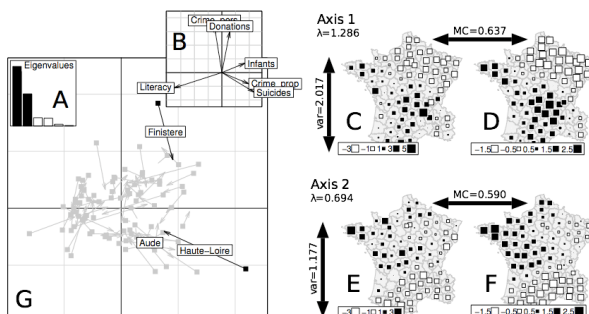 B
Crime_pers
Donations
Infants
Literacy
Crime_prop
Suicides
Eigenvalues
A
Finistere
Aude
Haute-Loire
G
Axis 1
λ=1.286
MC=0.637
var=2.017
C
D
−3 −1 1 3 5
−1.5 −0.5 0.5 1.5 2.5
Axis 2
λ=0.694
MC=0.590
var=1.177
E
F
−3 −1 1 3
−1.5 −0.5 0.5 1.5 2.5